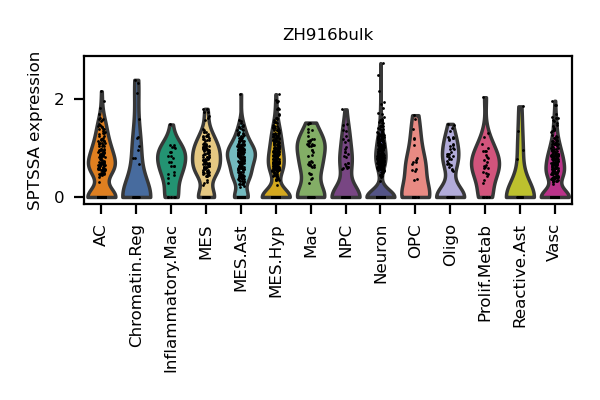 ZH916bulk
SPTSSA expression
2
0
AC
Chromatin.Reg
Inflammatory.Mac
MES
MES.Ast
MES.Hyp
Mac
NPC
Neuron
OPC
Oligo
Prolif.Metab
Reactive.Ast
Vasc